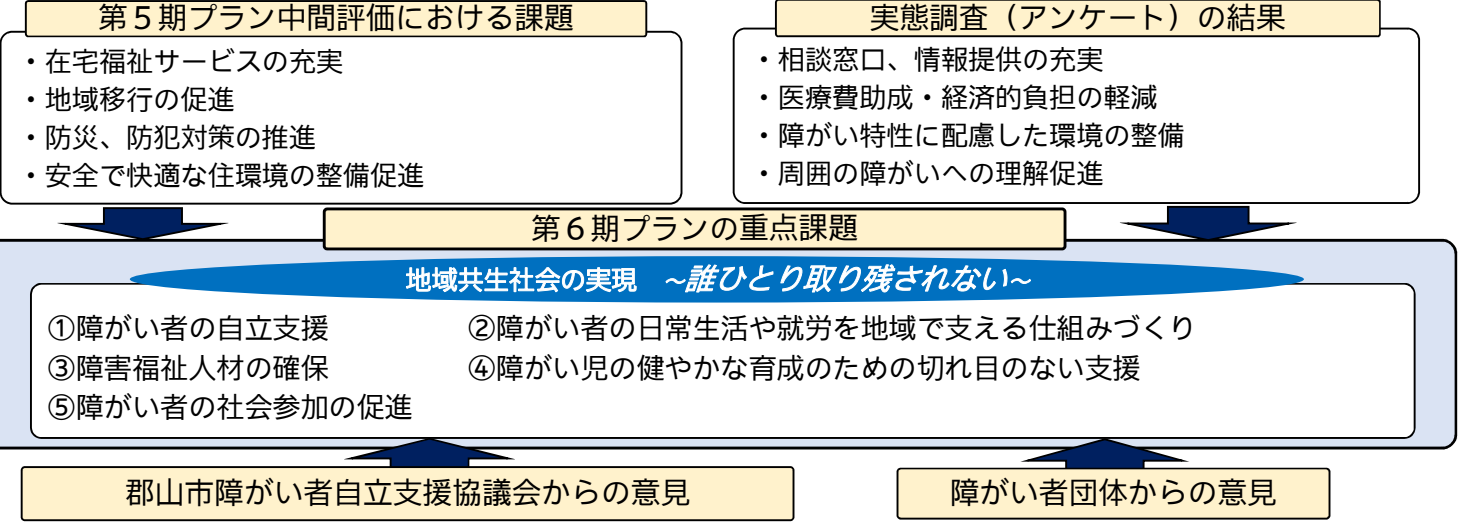 第５期プラン中間評価における課題
・在宅福祉サービスの充実
・地域移行の促進
・防災、防犯対策の推進
・安全で快適な住環境の整備促進
実態調査（アンケート）の結果
・相談窓口、情報提供の充実
・医療費助成・経済的負担の軽減
・障がい特性に配慮した環境の整備
・周囲の障がいへの理解促進
第６期プランの重点課題
地域共生社会の実現　~誰ひとり取り残されない~
①障がい者の自立支援　②障がい者の日常生活や就労を地域で支える仕組みづくり
③障害福祉人材の確保　④障がい児の健やかな育成のための切れ目のない支援
⑤障がい者の社会参加の促進
郡山市障がい者自立支援協議会からの意見
障がい者団体からの意見